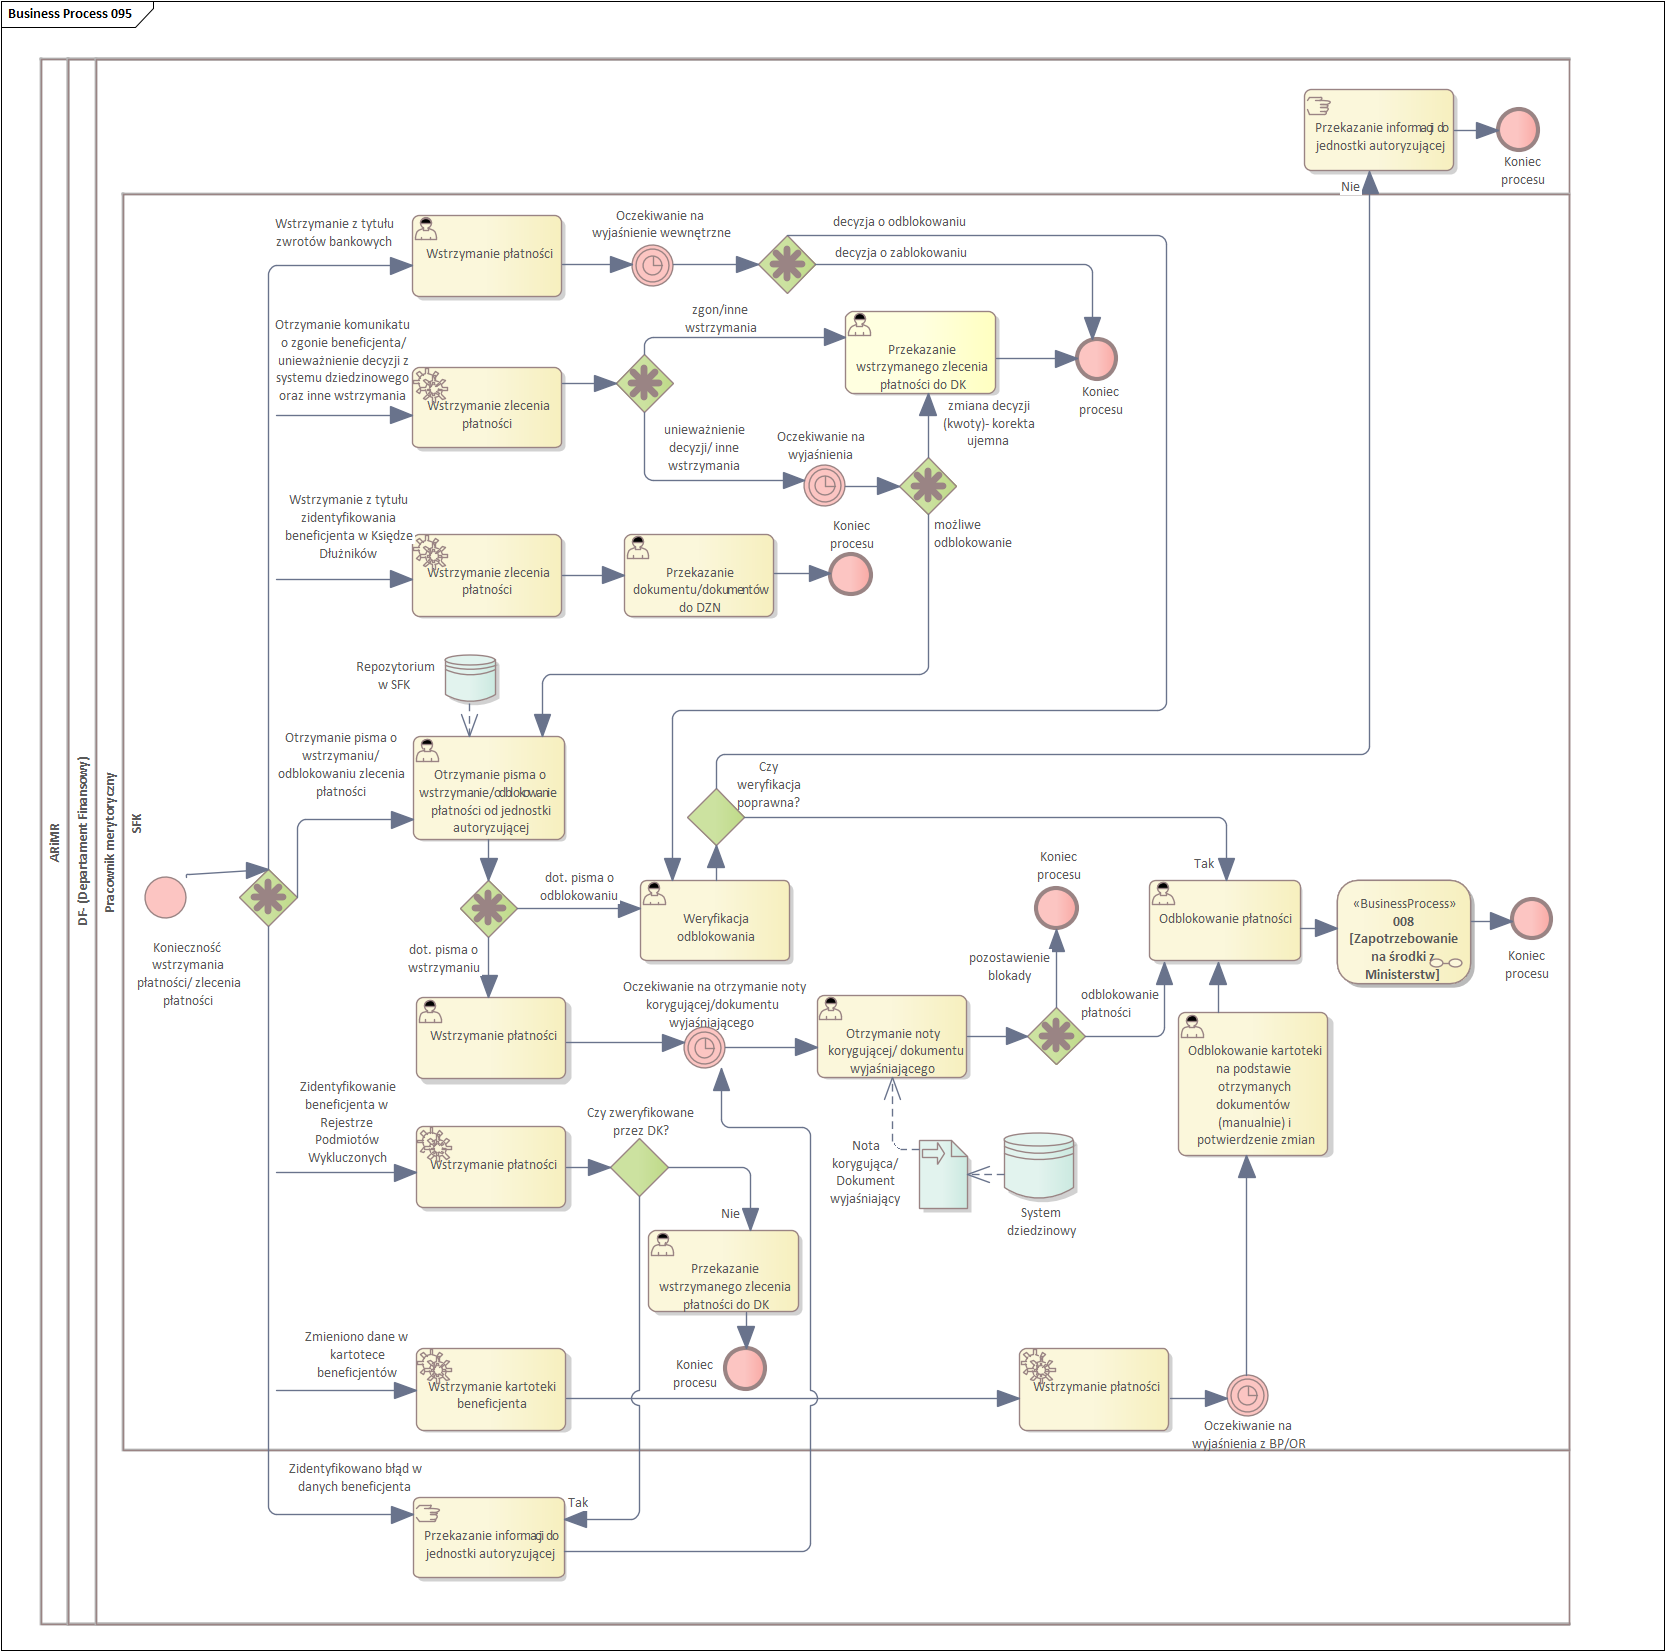 Business Process 095
ARiMR
DF- (Departament Finansowy)
Pracownik merytoryczny
SFK
Przekazanie informacji do
jednostki autoryzującej
Koniec
procesu
Nie
Wstrzymanie z tytułu
zwrotów bankowych
Wstrzymanie płatności
Oczekiwanie na
wyjaśnienie wewnętrzne
decyzja o odblokowaniu
decyzja o zablokowaniu
Otrzymanie komunikatu
o zgonie beneficjenta/
unieważnienie decyzji z
systemu dziedzinowego
oraz inne wstrzymania
Wstrzymanie zlecenia
płatności
zgon/inne
wstrzymania
Przekazanie
wstrzymanego zlecenia
płatności do DK
Koniec
procesu
unieważnienie
decyzji/ inne
wstrzymania
Oczekiwanie na
wyjaśnienia
zmiana decyzji
(kwoty)- korekta
ujemna
możliwe
odblokowanie
Wstrzymanie z tytułu
zidentyfikowania
beneficjenta w Księdze
Dłużników
Wstrzymanie zlecenia
płatności
Przekazanie
dokumentu/dokumentów
do DZN
Koniec
procesu
Repozytorium
w SFK
Otrzymanie pisma o
wstrzymaniu/
odblokowaniu zlecenia
płatności
Otrzymanie pisma o
wstrzymanie/odblokowanie
płatności od jednostki
autoryzującej
Czy
weryfikacja
poprawna?
Tak
dot. pisma o
odblokowaniu
dot. pisma o
wstrzymaniu
Weryfikacja
odblokowania
Konieczność
wstrzymania
płatności/ zlecenia
płatności
Koniec
procesu
pozostawienie
blokady
odblokowanie
płatności
Odblokowanie płatności
«BusinessProcess»
008
[Zapotrzebowanie
na środki z
Ministerstw]
Koniec
procesu
Wstrzymanie płatności
Oczekiwanie na otrzymanie noty
korygującej/dokumentu
wyjaśniającego
Otrzymanie noty
korygującej/ dokumentu
wyjaśniającego
Odblokowanie kartoteki
na podstawie
otrzymanych
dokumentów
(manualnie) i
potwierdzenie zmian
Zidentyfikowanie
beneficjenta w
Rejestrze
Podmiotów
Wykluczonych
Wstrzymanie płatności
Czy zweryfikowane
przez DK?
Nie
Nota
korygująca/
Dokument
wyjaśniający
System
dziedzinowy
Przekazanie
wstrzymanego zlecenia
płatności do DK
Koniec
procesu
Zmieniono dane w
kartotece
beneficjentów
Wstrzymanie kartoteki
beneficjenta
Wstrzymanie płatności
Oczekiwanie na
wyjaśnienia z BP/OR
Zidentyfikowano błąd w
danych beneficjenta
Tak
Przekazanie informacji do
jednostki autoryzującej